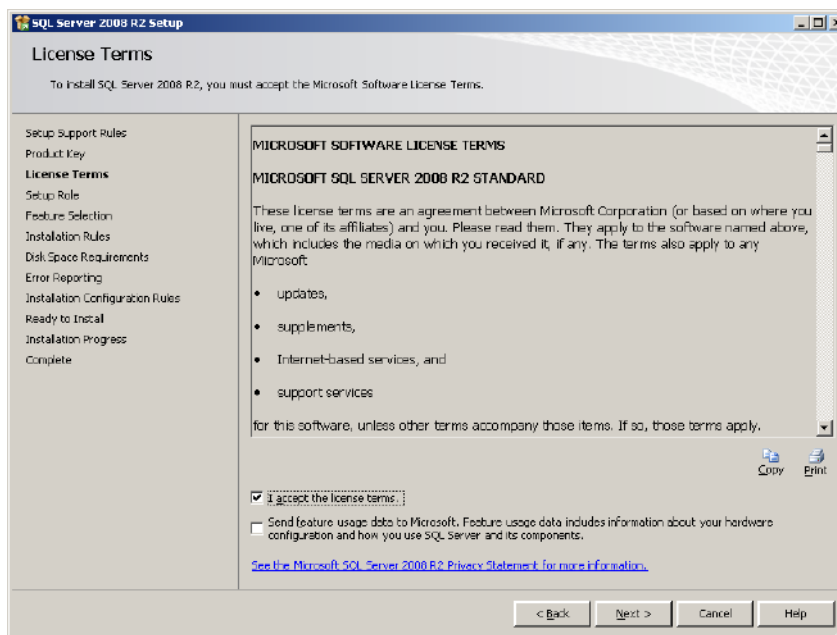 SQL Server 2008 R2 Setup
License Terms
To install SQL Server 2008 R2, you must accept the Microsoft Software License Terms.
Setup Support Rules
Product Key
License Terms
Setup Role
Feature Selection
Installation Rules
Disk Space Requirements
Error Reporting
Installation Configuration Rules
Ready to Install
Installation Progress
Complete
MICROSOFT SOFTWARE LICENSE TERMS
MICROSOFT SQL SERVER 2008 R2 STANDARD
These license terms are an agreement between Microsoft Corporation (or based on where you
live, one of its affiliates) and you. Please read them. They apply to the software named above,
which includes the media on which you received it, if any. The terms also apply to any
Microsoft
• updates,
• supplements,
• Internet-based services, and
• support services
for this software, unless other terms accompany those items. If so, those terms apply.
Copy Print
I accept the license terms.
Send feature usage data to Microsoft. Feature usage data includes information about your hardware
configuration and how you use SQL Server and its components.
See the Microsoft SQL Server 2008 R2 Privacy Statement for more information.
< Back Next > Cancel Help